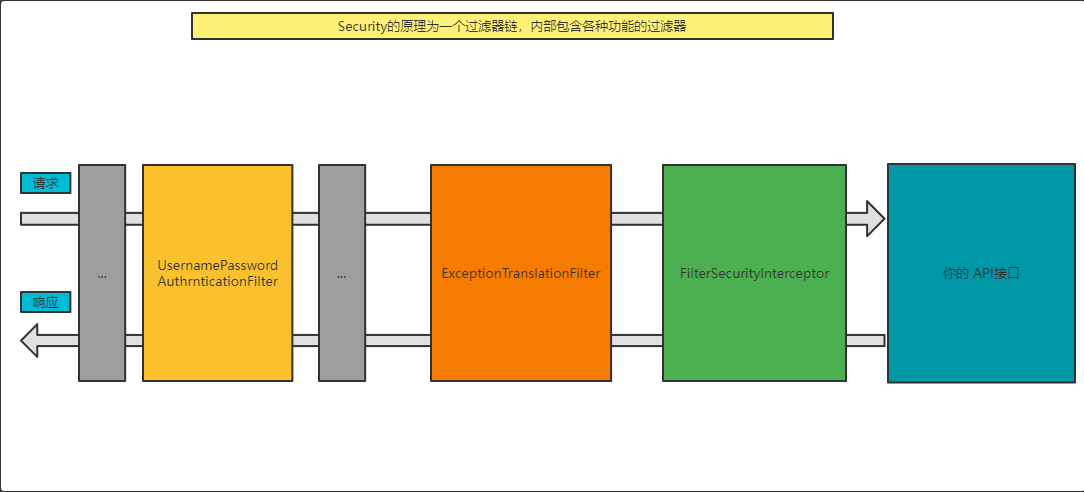 Security的原理为一个过滤器链，内部包含各种功能的过滤器
请求
响应
...
UsernamePassword
AuthrnticationFilter
...
ExceptionTranslationFilter
FilterSecurityInterceptor
你的 API接口